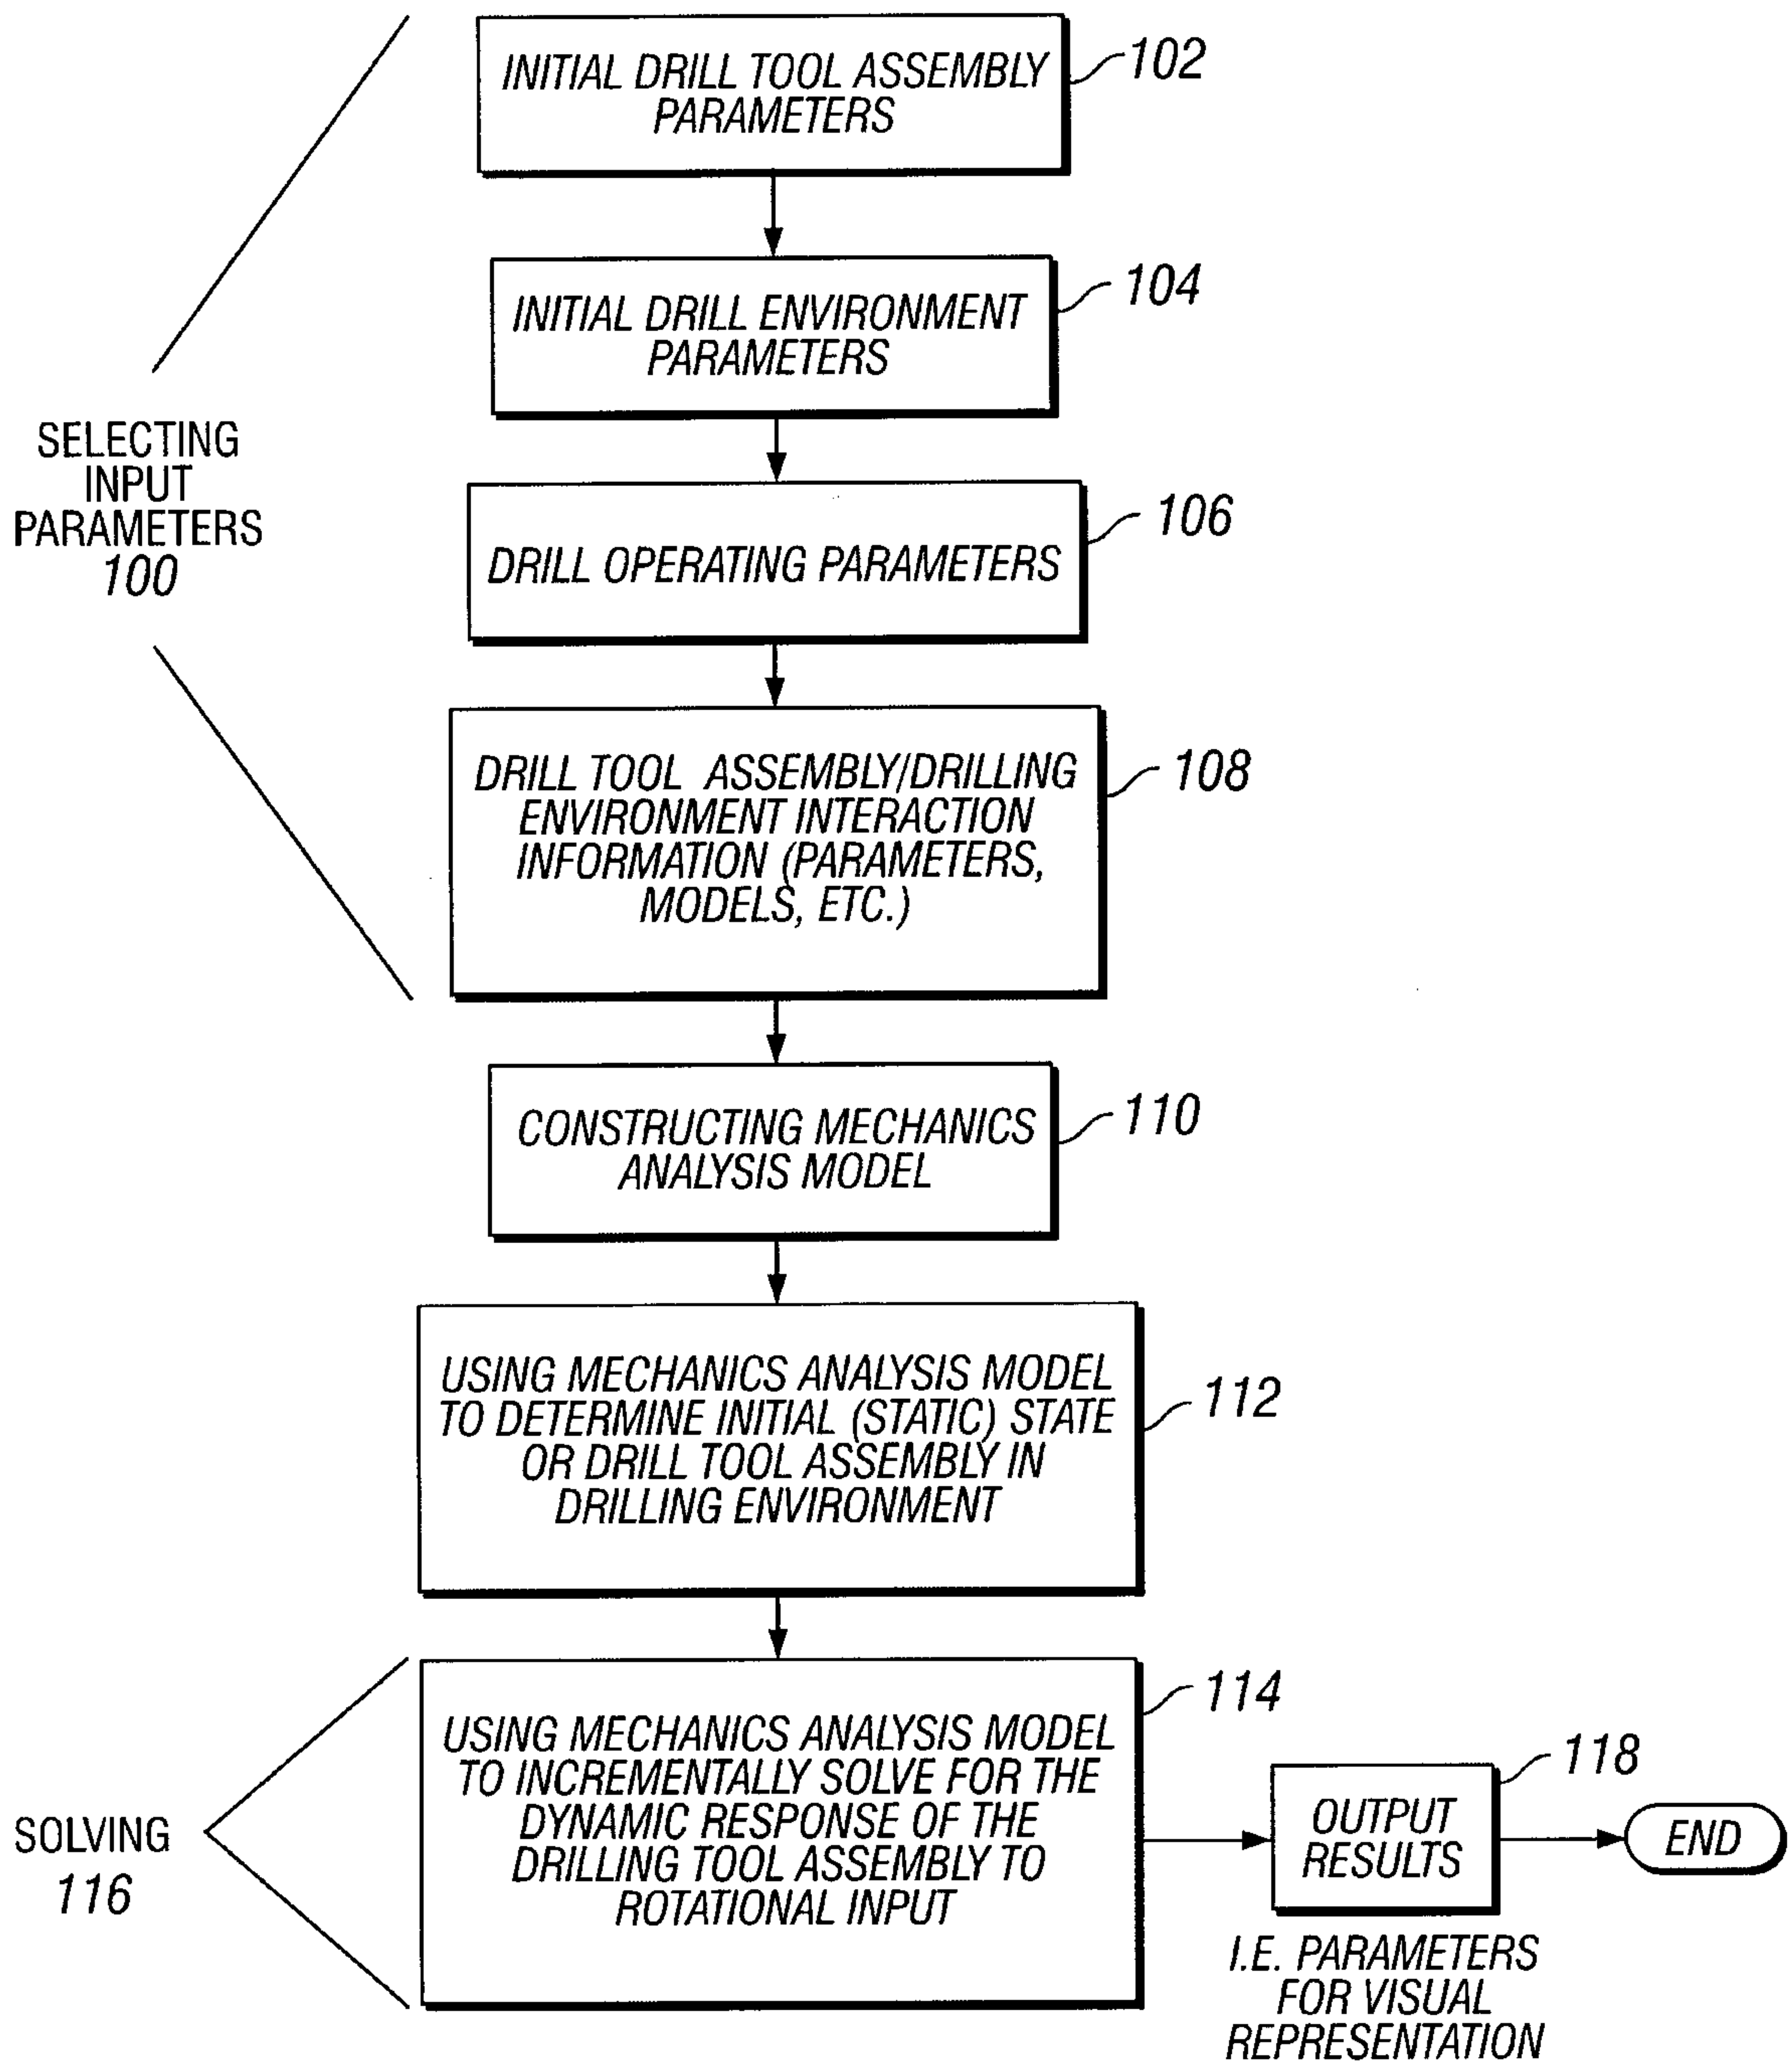 INITIAL DRILL TOOL ASSEMBLY
PARAMETERS
102
INITIAL DRILL ENVIRONMENT
PARAMETERS
104
SELECTING
INPUT
PARAMETERS
100
DRILL OPERATING PARAMETERS
106
DRILL TOOL ASSEMBLY/DRILLING
ENVIRONMENT INTERACTION
INFORMATION (PARAMETERS,
MODELS, ETC.)
108
CONSTRUCTING MECHANICS
ANALYSIS MODEL
110
USING MECHANICS ANALYSIS MODEL
TO DETERMINE INITIAL (STATIC) STATE
OR DRILL TOOL ASSEMBLY IN
DRILLING ENVIRONMENT
112
SOLVING
116
USING MECHANICS ANALYSIS MODEL
TO INCREMENTALLY SOLVE FOR THE
DYNAMIC RESPONSE OF THE
DRILLING TOOL ASSEMBLY TO
ROTATIONAL INPUT
114
OUTPUT
RESULTS
118
END
I.E. PARAMETERS
FOR VISUAL
REPRESENTATION